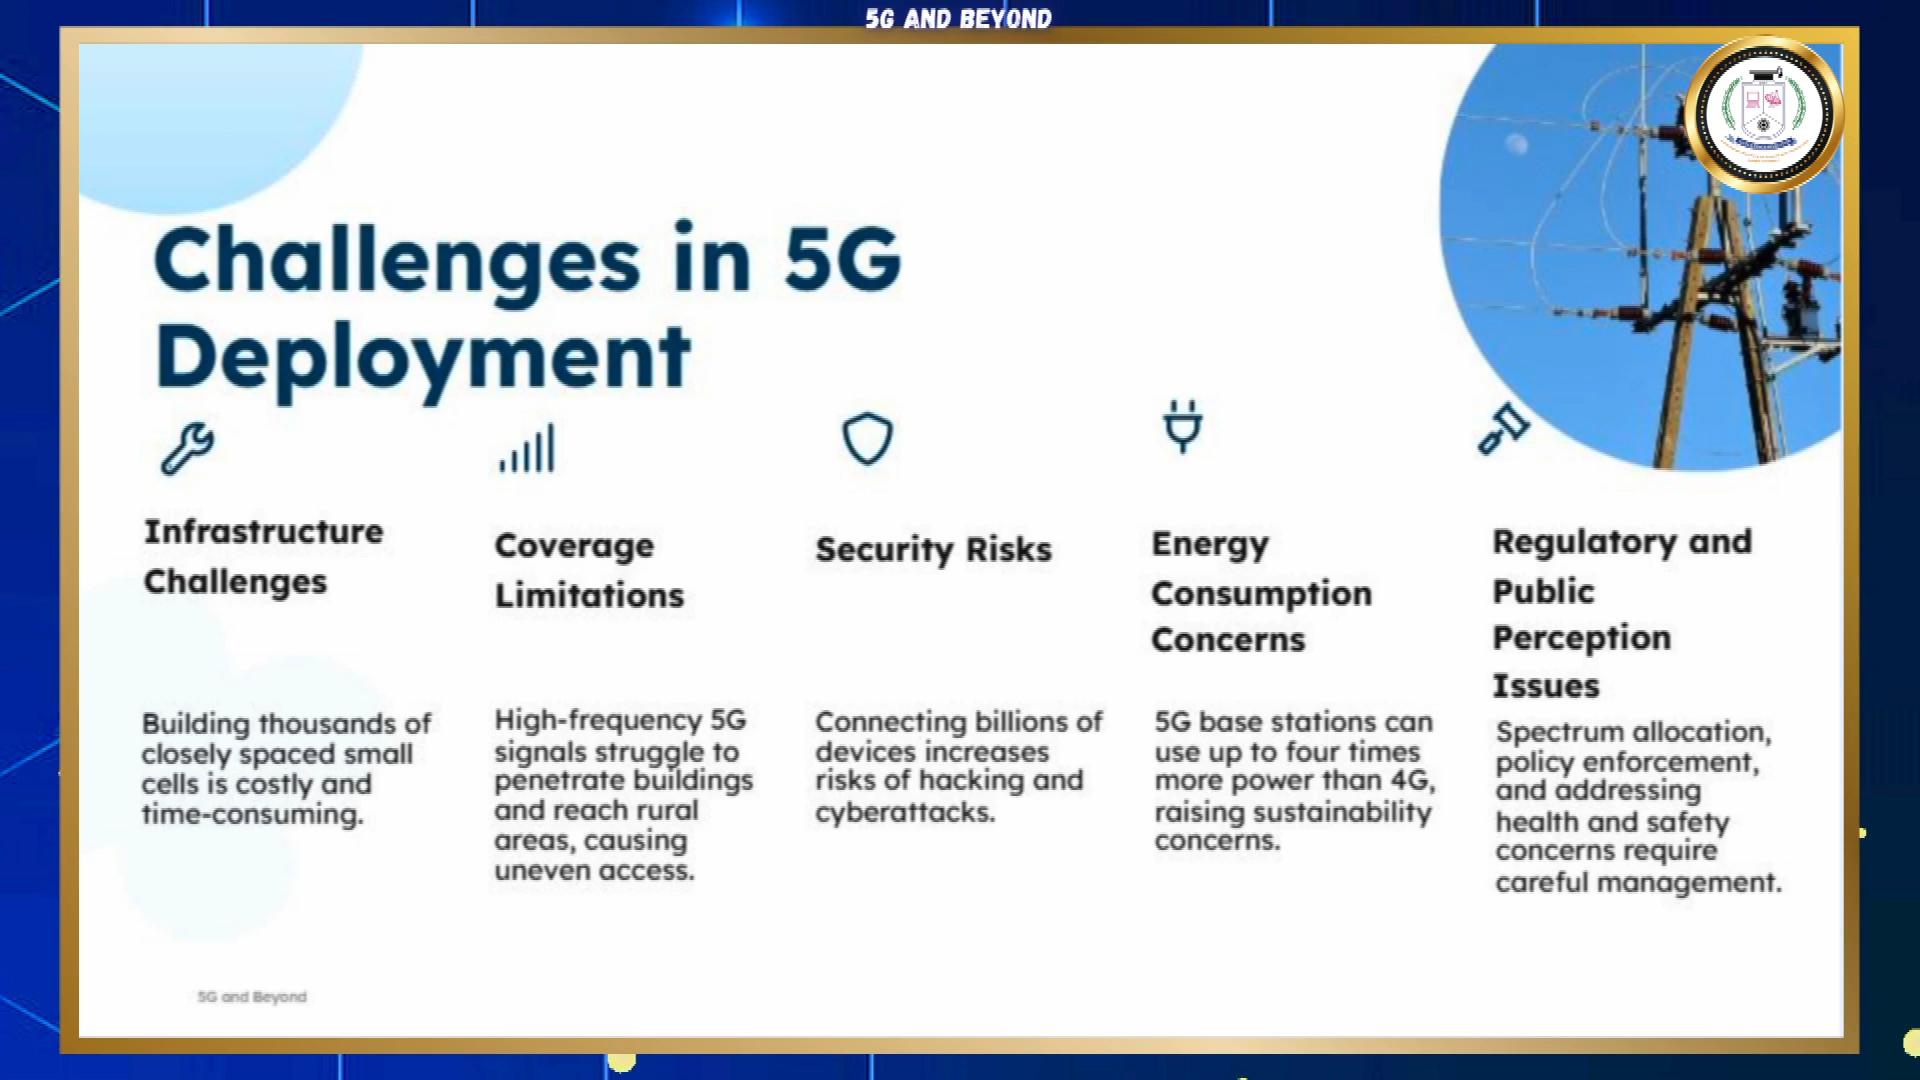 5G AND BEYOND
Challenges in 5G
Deployment
Infrastructure
Challenges
Building thousands of
closely spaced small
cells is costly and
time-consuming.
Coverage
Limitations
High-frequency 5G
signals struggle to
penetrate buildings
and reach rural
areas, causing
uneven access.
Security Risks
Connecting billions of
devices increases
risks of hacking and
cyberattacks.
Energy
Consumption
Concerns
5G base stations can
use up to four times
more power than 4G,
raising sustainability
concerns.
Regulatory and
Public
Perception
Issues
Spectrum allocation,
policy enforcement,
and addressing
health and safety
concerns require
careful management.
5G and Beyond